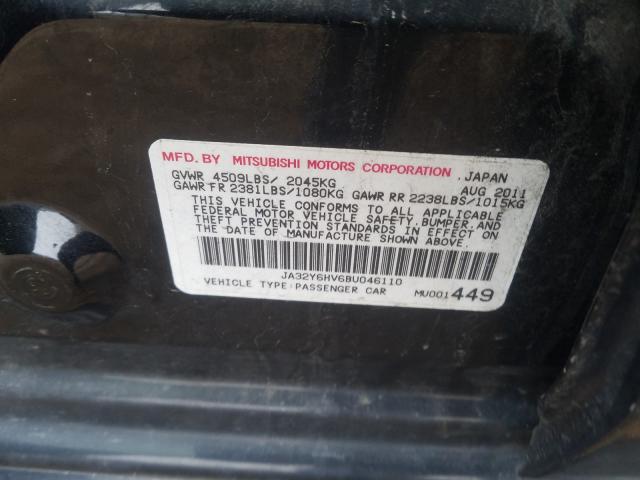 MFD. BY MITSUBISHI MOTORS CORPORATION .JAPAN
GVWR 4509LBS/ 2045KG AUG 2011
GAWR FR 2381LBS/1080KG GAWR RR 2238LBS/1015KG
THIS VEHICLE CONFORMS TO ALL APPLICABLE
FEDERAL MOTOR VEHICLE SAFETY.BUMPER.AND
THEFT PREVENTION STANDARDS IN EFFECT ON
THE DATE OF MANUFACTURE SHOWN ABOVE.
JA32Y6HV6BU046110
VEHICLE TYPE:PASSENGER CAR MU001449